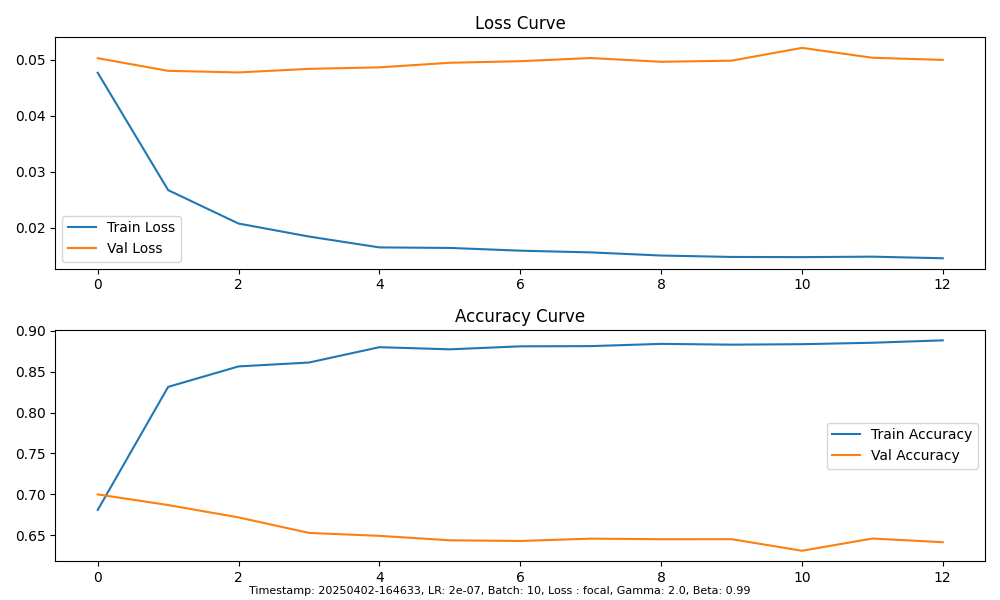 Loss Curve
0.05
0.04
0.03
0.02
Train Loss
Val Loss
0 2 4 6 8 10 12
Accuracy Curve
0.90
0.85
0.80
0.75
0.70
0.65
Train Accuracy
Val Accuracy
0 2 4 6 8 10 12
Timestamp: 20250402-164633, LR: 2e-07, Batch: 10, Loss : focal, Gamma: 2.0, Beta: 0.99